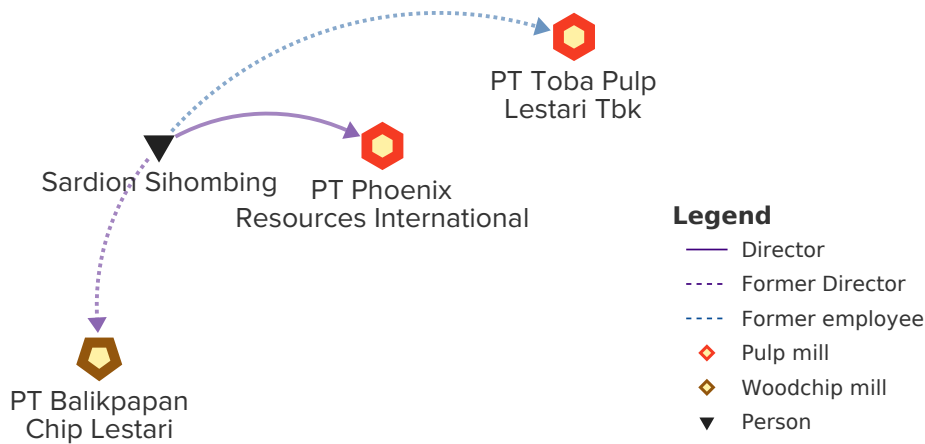 PT Toba Pulp
Lestari Tbk
Sardion Sihombing
PT Phoenix
Resources International
PT Balikpapan
Chip Lestari
Legend
Director
Former Director
Former employee
Pulp mill
Woodchip mill
Person